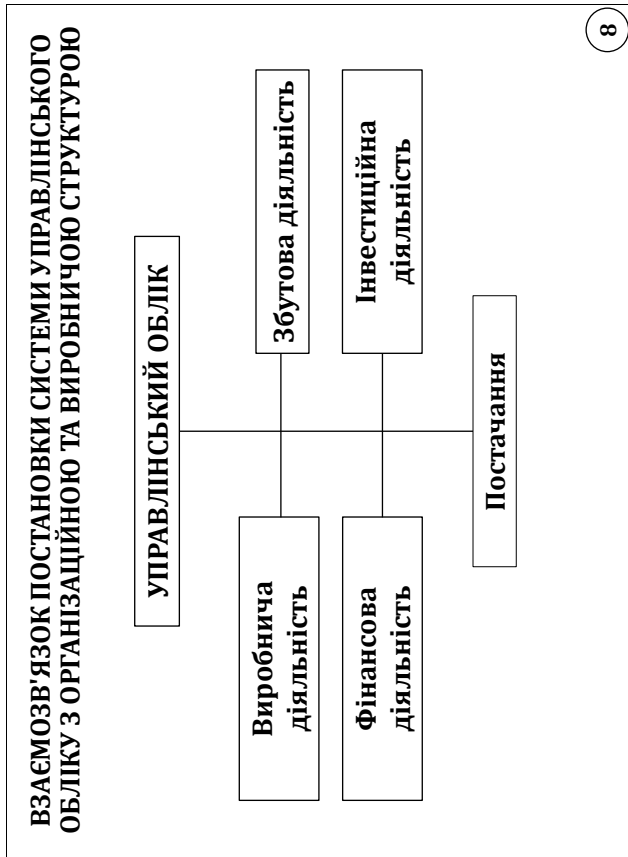 ВЗАЄМОЗВ'ЯЗОК ПОСТАНОВКИ СИСТЕМИ УПРАВЛІНСЬКОГО
ОБЛІКУ З ОРГАНІЗАЦІЙНОЮ ТА ВИРОБНИЧОЮ СТРУКТУРОЮ
УПРАВЛІНСЬКИЙ ОБЛІК
Виробнича
діяльність
Збутова діяльність
Фінансова
діяльність
Інвестиційна
діяльність
Постачання
8